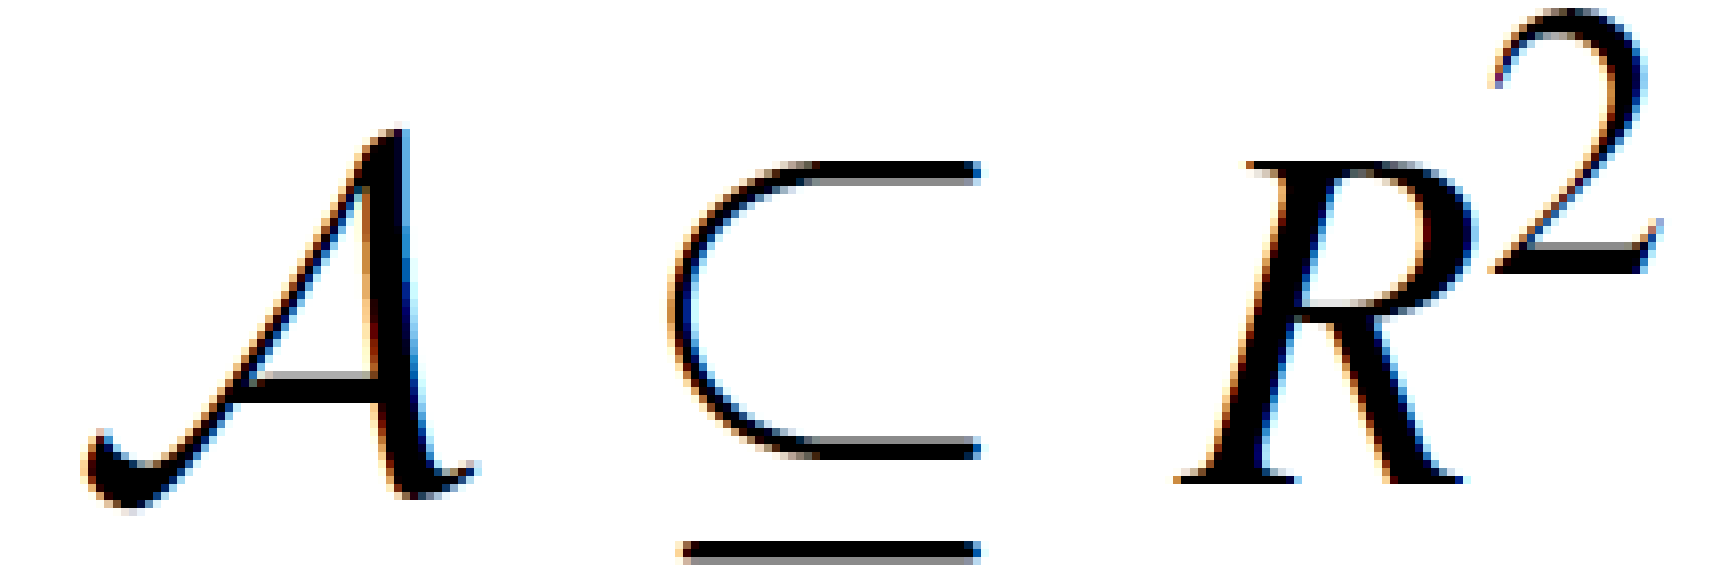 𝒜 ⊆ R²